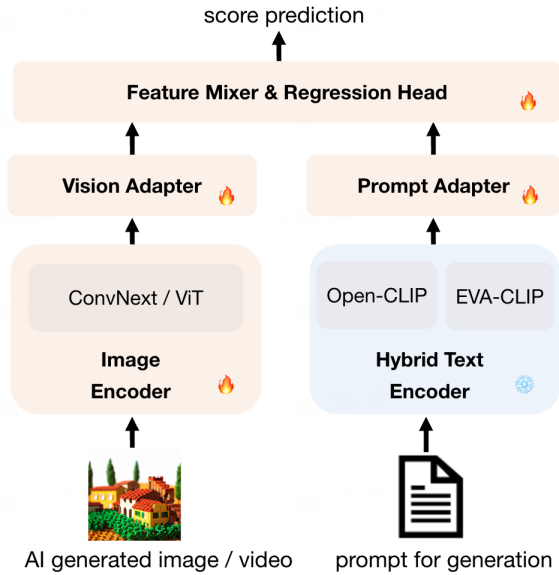 score prediction
Feature Mixer & Regression Head
Vision Adapter
Prompt Adapter
ConvNext / ViT
Open-CLIP
EVA-CLIP
Image
Encoder
Hybrid Text
Encoder
AI generated image / video
prompt for generation